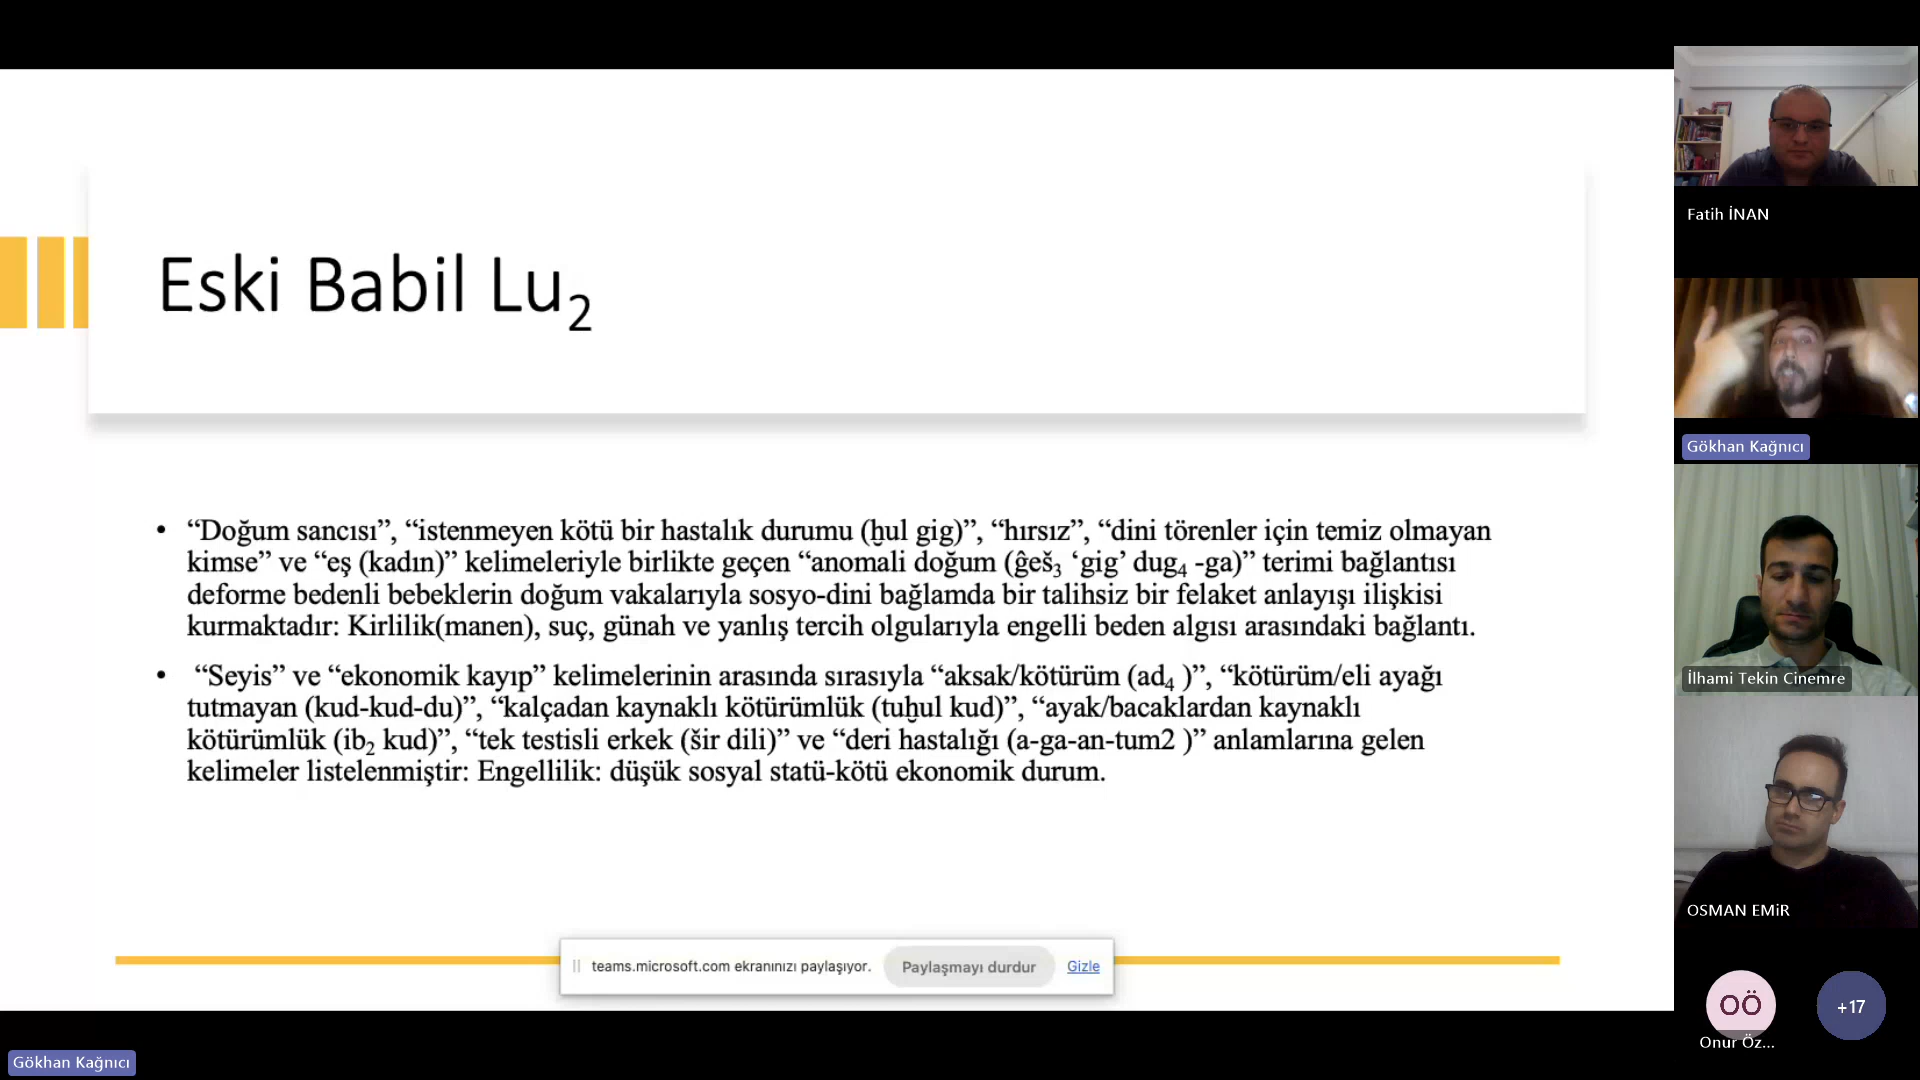 Eski Babil Lu₂
• “Doğum sancısı”, “istenmeyen kötü bir hastalık durumu (ḫul gig)”, “hırsız”, “dini törenler için temiz olmayan
kimse” ve “eş (kadın)” kelimeleriyle birlikte geçen “anomali doğum (ĝeš₃ ‘gig’ dug₄ -ga)” terimi bağlantısı
deforme bedenli bebeklerin doğum vakalarıyla sosyo-dini bağlamda bir talihsiz bir felaket anlayışı ilişkisi
kurmaktadır: Kirlilik(manen), suç, günah ve yanlış tercih olgularıyla engelli beden algısı arasındaki bağlantı.
• “Seyis” ve “ekonomik kayıp” kelimelerinin arasında sırasıyla “aksak/kötürüm (ad₄ )”, “kötürüm/eli ayağı
tutmayan (kud-kud-du)”, “kalçadan kaynaklı kötürümlük (tuḫul kud)”, “ayak/bacaklardan kaynaklı
kötürümlük (ib₂ kud)”, “tek testisli erkek (šir dili)” ve “deri hastalığı (a-ga-an-tum2 )” anlamlarına gelen
kelimeler listelenmiştir: Engellilik: düşük sosyal statü-kötü ekonomik durum.
teams.microsoft.com ekranınızı paylaşıyor. Paylaşmayı durdur Gizle
Gökhan Kağnıcı
Fatih İNAN
Gökhan Kağnıcı
İlhami Tekin Cinemre
OSMAN EMiR
OÖ
Onur Öz...
+17